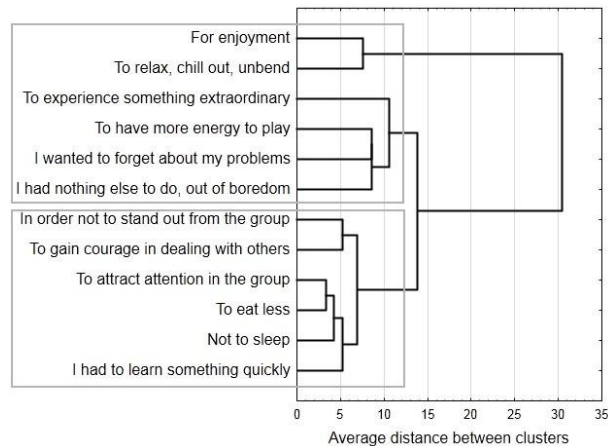 For enjoyment
To relax, chill out, unbend
To experience something extraordinary
To have more energy to play
I wanted to forget about my problems
I had nothing else to do, out of boredom
In order not to stand out from the group
To gain courage in dealing with others
To attract attention in the group
To eat less
Not to sleep
I had to learn something quickly
0 5 10 15 20 25 30 35
Average distance between clusters